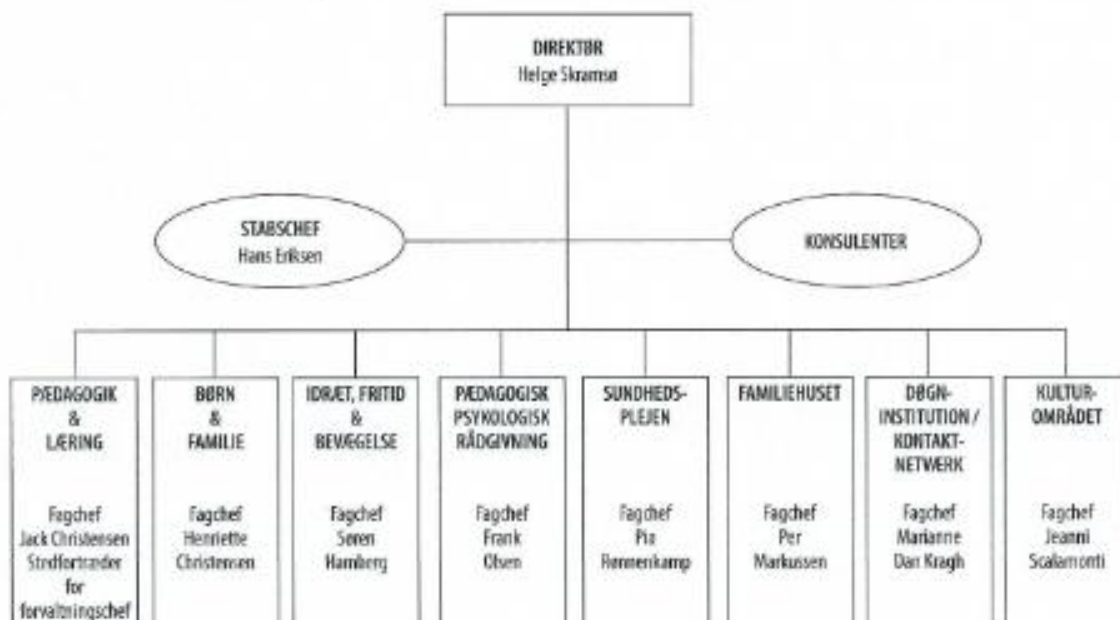 DIREKTØR
Helge Skramsø
STABSCHEF
Hans Eriksen
KONSULENTER
PÆDAGOGIK
&
LÆRING
Fagchef
Jack Christensen
Stedfortræder
for
forvaltningschef
BØRN
&
FAMILIE
Fagchef
Henriette
Christensen
IDRÆT, FRITID
&
BEVÆGELSE
Fagchef
Søren
Hamberg
PÆDAGOGISK
PSYKOLOGISK
RÅDGIVNING
Fagchef
Frank
Olsen
SUNDHEDS-
PLEJEN
Fagchef
Pia
Rønnenkamp
FAMILIEHUSET
Fagchef
Per
Markussen
DØGN-
INSTITUTION /
KONTAKT-
NETVÆRK
Fagchef
Marianne
Dan Kragh
KULTUR-
OMRÅDET
Fagchef
Jeanni
Scalamonti